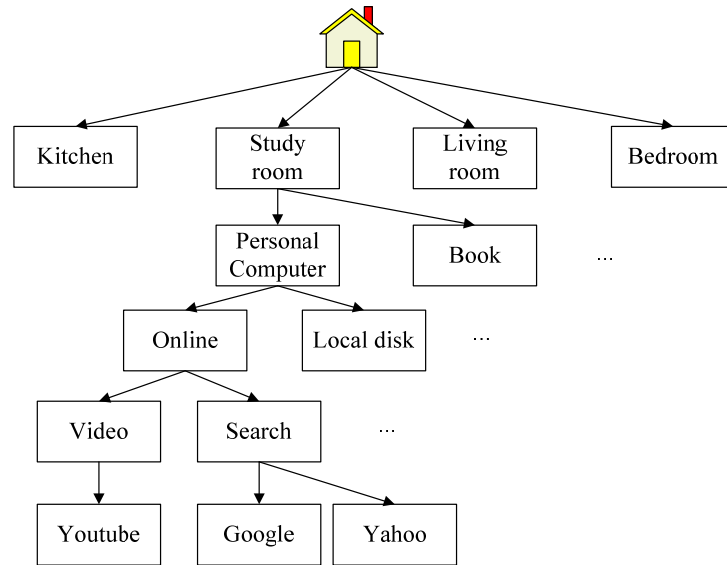 Kitchen
Study
room
Living
room
Bedroom
Personal
Computer
Book
...
Online
Local disk
...
Video
Search
...
Youtube
Google
Yahoo